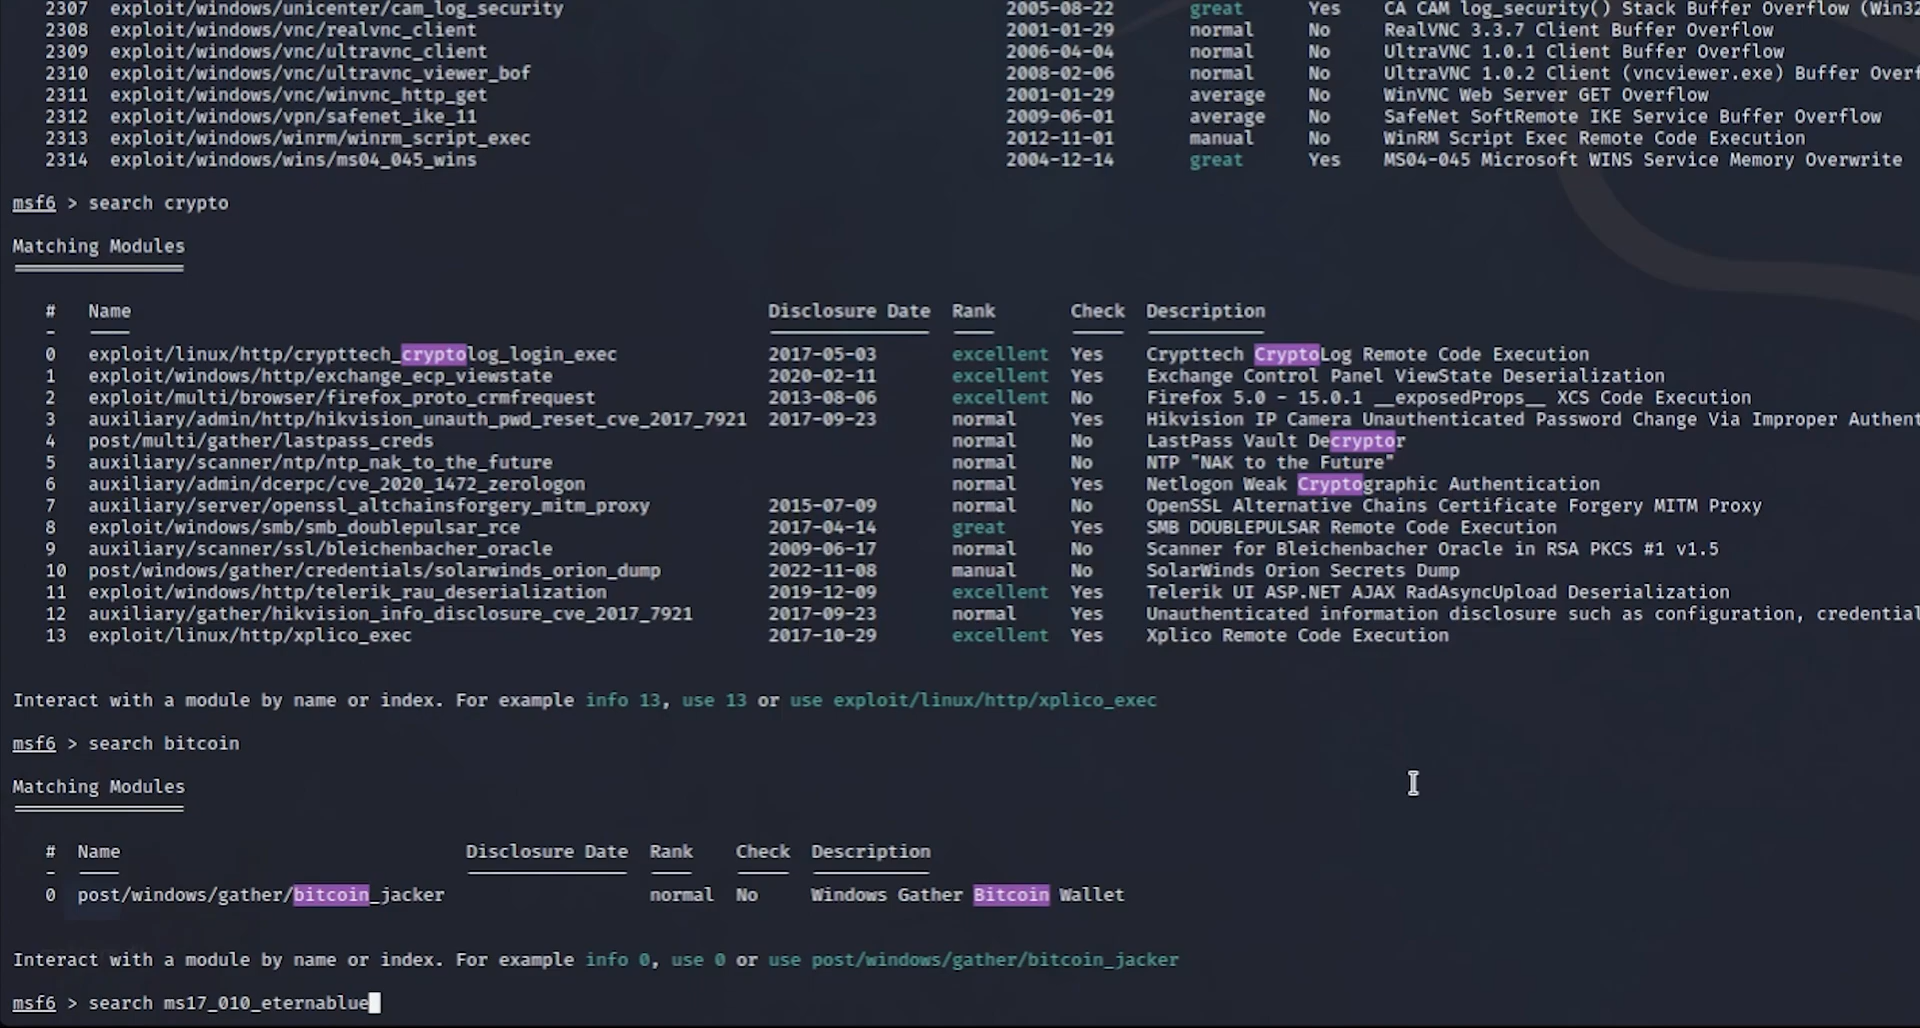 2307 exploit/windows/unicenter/cam_log_security 2005-08-22 great Yes CA CAM log_security() Stack Buffer Overflow (Win32
2308 exploit/windows/vnc/realvnc_client 2001-01-29 normal No RealVNC 3.3.7 Client Buffer Overflow
2309 exploit/windows/vnc/ultravnc_client 2006-04-04 normal No UltraVNC 1.0.1 Client Buffer Overflow
2310 exploit/windows/vnc/ultravnc_viewer_bof 2008-02-06 normal No UltraVNC 1.0.2 Client (vncviewer.exe) Buffer Overf
2311 exploit/windows/vnc/winvnc_http_get 2001-01-29 average No WinVNC Web Server GET Overflow
2312 exploit/windows/vpn/safenet_ike_11 2009-06-01 average No SafeNet SoftRemote IKE Service Buffer Overflow
2313 exploit/windows/winrm/winrm_script_exec 2012-11-01 manual No WinRM Script Exec Remote Code Execution
2314 exploit/windows/wins/ms04_045_wins 2004-12-14 great Yes MS04-045 Microsoft WINS Service Memory Overwrite
msf6 > search crypto
Matching Modules
# Name Disclosure Date Rank Check Description
0 exploit/linux/http/crypttech_cryptolog_login_exec 2017-05-03 excellent Yes Crypttech CryptoLog Remote Code Execution
1 exploit/windows/http/exchange_ecp_viewstate 2020-02-11 excellent Yes Exchange Control Panel ViewState Deserialization
2 exploit/multi/browser/firefox_proto_crmfrequest 2013-08-06 excellent No Firefox 5.0 - 15.0.1 __exposedProps__ XCS Code Execution
3 auxiliary/admin/http/hikvision_unauth_pwd_reset_cve_2017_7921 2017-09-23 normal Yes Hikvision IP Camera Unauthenticated Password Change Via Improper Authent
4 post/multi/gather/lastpass_creds normal No LastPass Vault Decryptor
5 auxiliary/scanner/ntp/ntp_nak_to_the_future normal No NTP "NAK to the Future"
6 auxiliary/admin/dcerpc/cve_2020_1472_zerologon normal Yes Netlogon Weak Cryptographic Authentication
7 auxiliary/server/openssl_altchainsforgery_mitm_proxy 2015-07-09 normal No OpenSSL Alternative Chains Certificate Forgery MITM Proxy
8 exploit/windows/smb/smb_doublepulsar_rce 2017-04-14 great Yes SMB DOUBLEPULSAR Remote Code Execution
9 auxiliary/scanner/ssl/bleichenbacher_oracle 2009-06-17 normal No Scanner for Bleichenbacher Oracle in RSA PKCS #1 v1.5
10 post/windows/gather/credentials/solarwinds_orion_dump 2022-11-08 manual No SolarWinds Orion Secrets Dump
11 exploit/windows/http/telerik_rau_deserialization 2019-12-09 excellent Yes Telerik UI ASP.NET AJAX RadAsyncUpload Deserialization
12 auxiliary/gather/hikvision_info_disclosure_cve_2017_7921 2017-09-23 normal Yes Unauthenticated information disclosure such as configuration, credential
13 exploit/linux/http/xplico_exec 2017-10-29 excellent Yes Xplico Remote Code Execution
Interact with a module by name or index. For example info 13, use 13 or use exploit/linux/http/xplico_exec
msf6 > search bitcoin
Matching Modules
# Name Disclosure Date Rank Check Description
0 post/windows/gather/bitcoin_jacker normal No Windows Gather Bitcoin Wallet
Interact with a module by name or index. For example info 0, use 0 or use post/windows/gather/bitcoin_jacker
msf6 > search ms17_010_eternablue